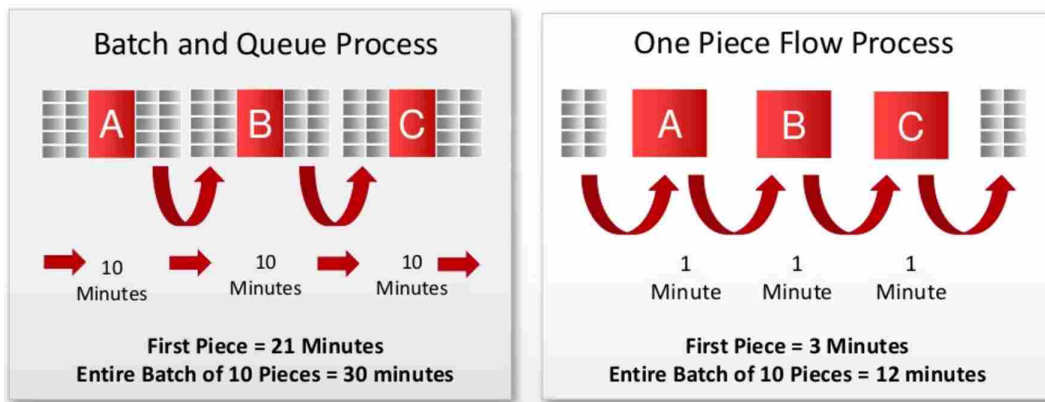 Batch and Queue Process
A
B
C
10
Minutes
10
Minutes
10
Minutes
First Piece = 21 Minutes
Entire Batch of 10 Pieces = 30 minutes
One Piece Flow Process
A
B
C
1
Minute
1
Minute
1
Minute
First Piece = 3 Minutes
Entire Batch of 10 Pieces = 12 minutes